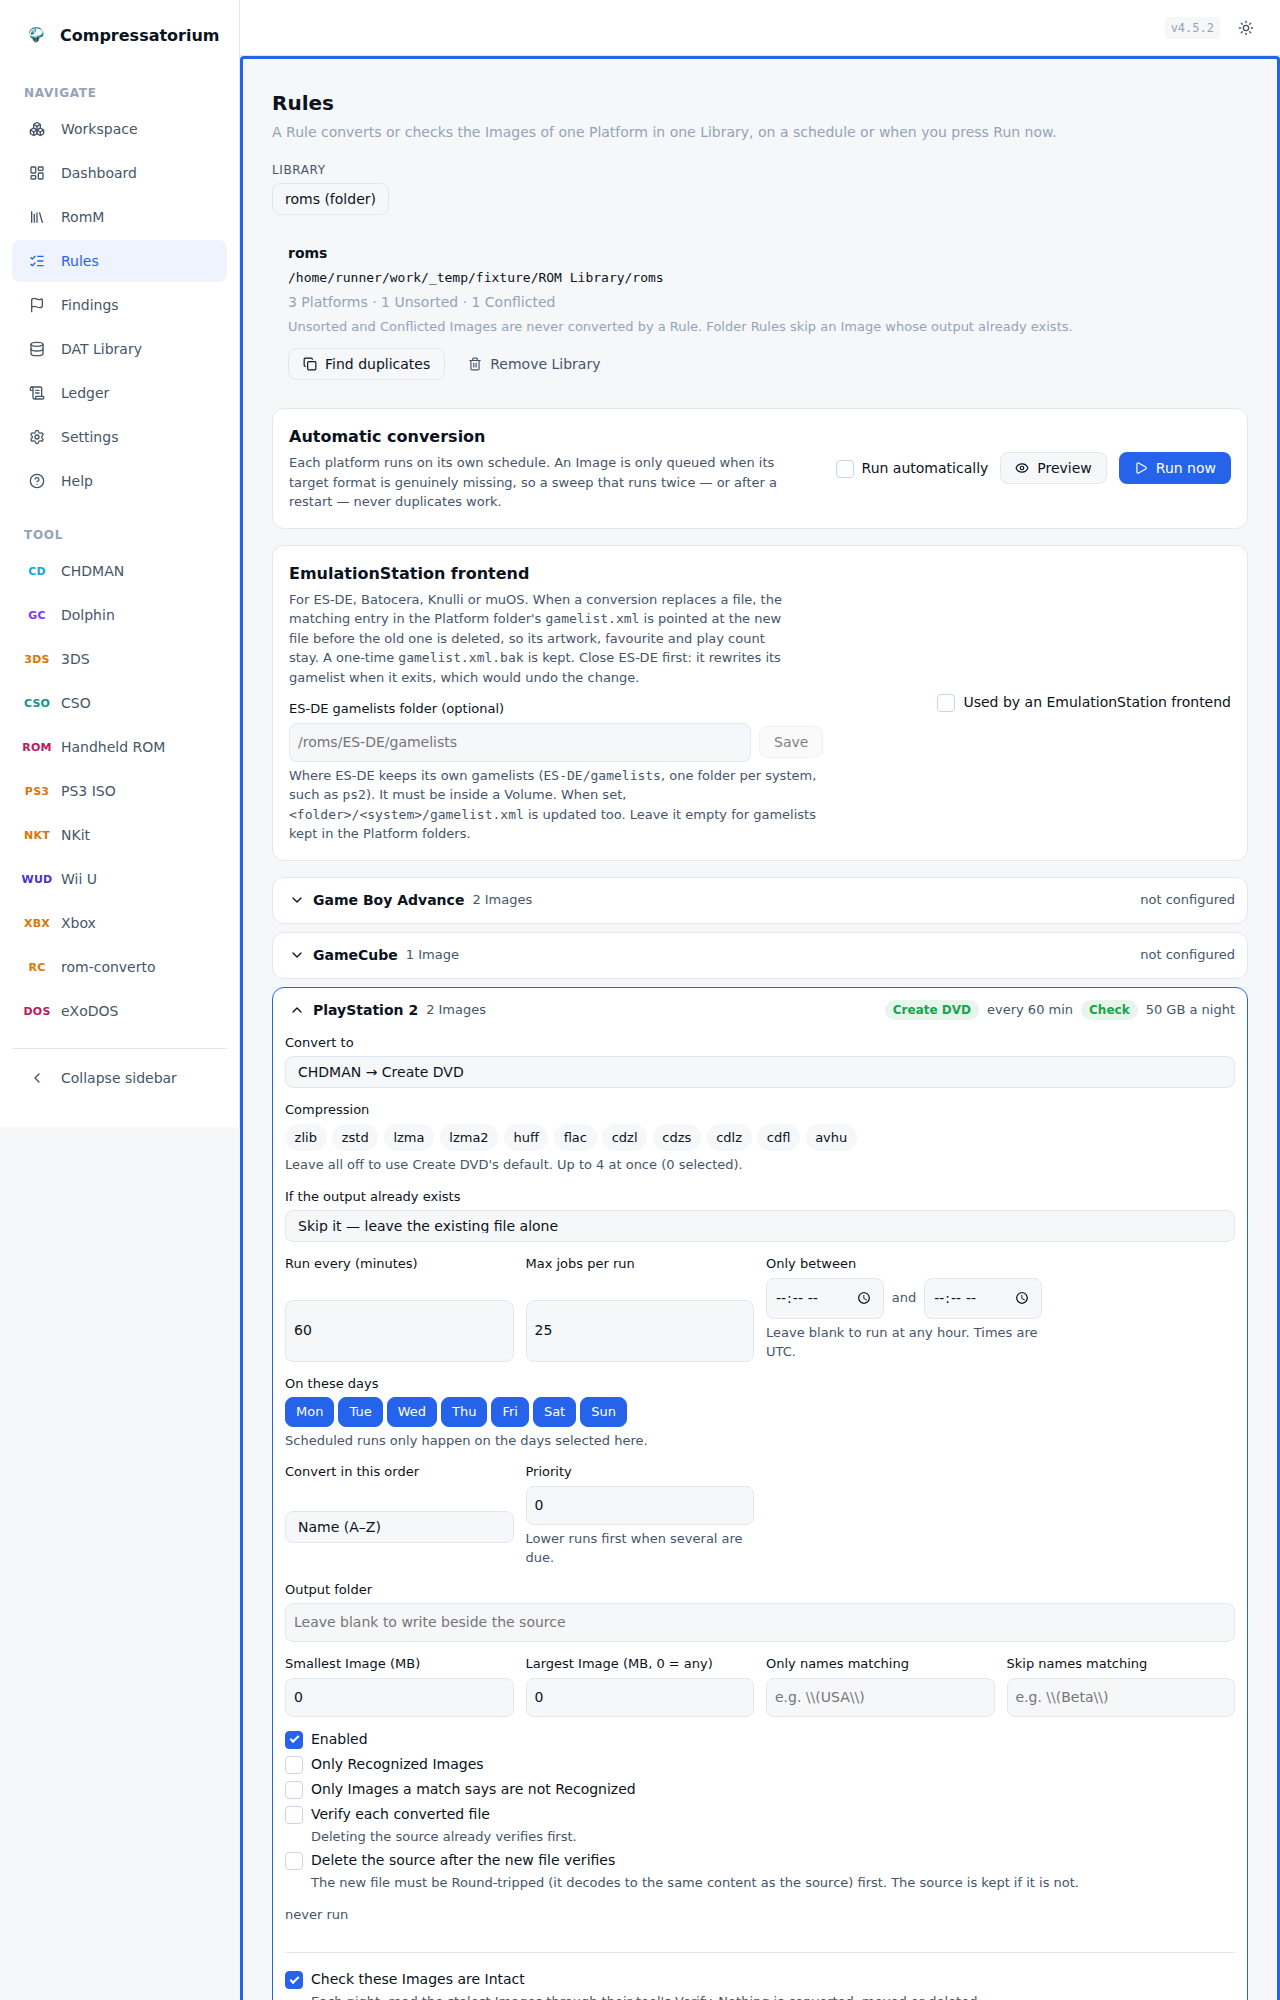 Compressatorium
v4.5.2
NAVIGATE
Workspace
Dashboard
RomM
Rules
Findings
DAT Library
Ledger
Settings
Help
TOOL
CD CHDMAN
GC Dolphin
3DS 3DS
CSO CSO
ROM Handheld ROM
PS3 PS3 ISO
NKT NKit
WUD Wii U
XBX Xbox
RC rom-converto
DOS eXoDOS
Collapse sidebar
Rules
A Rule converts or checks the Images of one Platform in one Library, on a schedule or when you press Run now.
LIBRARY
roms (folder)
roms
/home/runner/work/_temp/fixture/ROM Library/roms
3 Platforms · 1 Unsorted · 1 Conflicted
Unsorted and Conflicted Images are never converted by a Rule. Folder Rules skip an Image whose output already exists.
Find duplicates Remove Library
Automatic conversion
Each platform runs on its own schedule. An Image is only queued when its
target format is genuinely missing, so a sweep that runs twice — or after a
restart — never duplicates work.
Run automatically Preview Run now
EmulationStation frontend
For ES-DE, Batocera, Knulli or muOS. When a conversion replaces a file, the
matching entry in the Platform folder's gamelist.xml is pointed at the new
file before the old one is deleted, so its artwork, favourite and play count
stay. A one-time gamelist.xml.bak is kept. Close ES-DE first: it rewrites its
gamelist when it exits, which would undo the change.
ES-DE gamelists folder (optional)
/roms/ES-DE/gamelists Save
Where ES-DE keeps its own gamelists (ES-DE/gamelists, one folder per system,
such as ps2). It must be inside a Volume. When set,
<folder>/<system>/gamelist.xml is updated too. Leave it empty for gamelists
kept in the Platform folders.
Used by an EmulationStation frontend
Game Boy Advance 2 Images not configured
GameCube 1 Image not configured
PlayStation 2 2 Images Create DVD every 60 min Check 50 GB a night
Convert to
CHDMAN → Create DVD
Compression
zlib zstd lzma lzma2 huff flac cdzl cdzs cdlz cdfl avhu
Leave all off to use Create DVD's default. Up to 4 at once (0 selected).
If the output already exists
Skip it — leave the existing file alone
Run every (minutes) Max jobs per run Only between
60 25 --:-- -- and --:-- --
Leave blank to run at any hour. Times are
UTC.
On these days
Mon Tue Wed Thu Fri Sat Sun
Scheduled runs only happen on the days selected here.
Convert in this order Priority
Name (A–Z) 0
Lower runs first when several are
due.
Output folder
Leave blank to write beside the source
Smallest Image (MB) Largest Image (MB, 0 = any) Only names matching Skip names matching
0 0 e.g. \\(USA\\) e.g. \\(Beta\\)
Enabled
Only Recognized Images
Only Images a match says are not Recognized
Verify each converted file
Deleting the source already verifies first.
Delete the source after the new file verifies
The new file must be Round-tripped (it decodes to the same content as the source) first. The source is kept if it is not.
never run
Check these Images are Intact
Each night, read the stalest Images through their tool's Verify. Nothing is converted, moved or deleted.